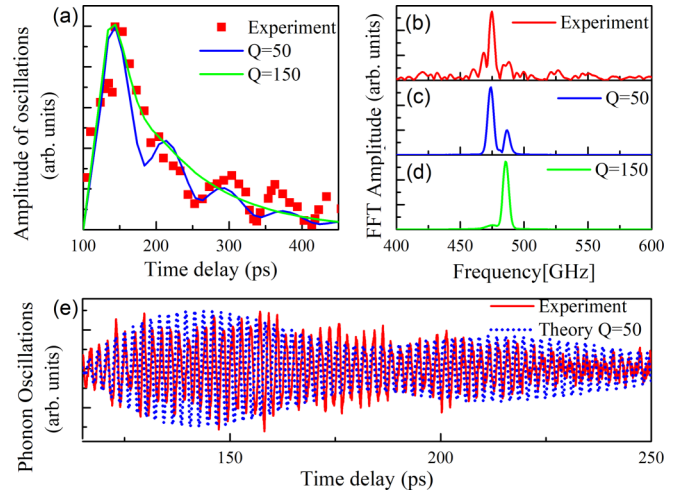 (a)
Experiment
Q=50
Q=150
Amplitude of oscillations
(arb. units)
100 200 300 400
Time delay (ps)
(b)
Experiment
(c)
Q=50
(d)
Q=150
FFT Amplitude (arb. units)
400 450 500 550 600
Frequency[GHz]
(e)
Experiment
Theory Q=50
Phonon Oscillations
(arb. units)
150 200 250
Time delay (ps)